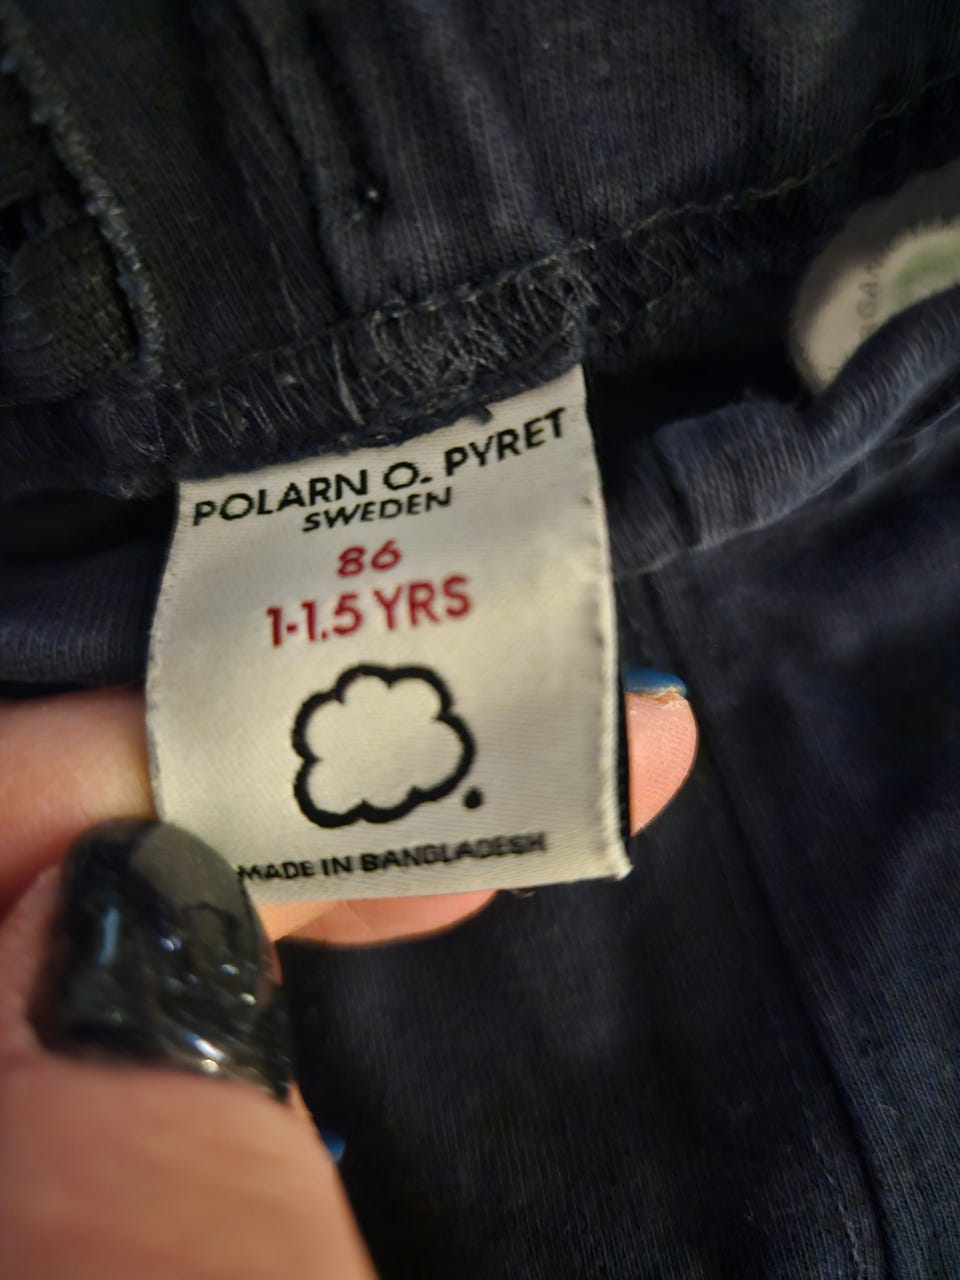 POLARN O. PYRET
SWEDEN
86
1-1.5 YRS
MADE IN BANGLADESH